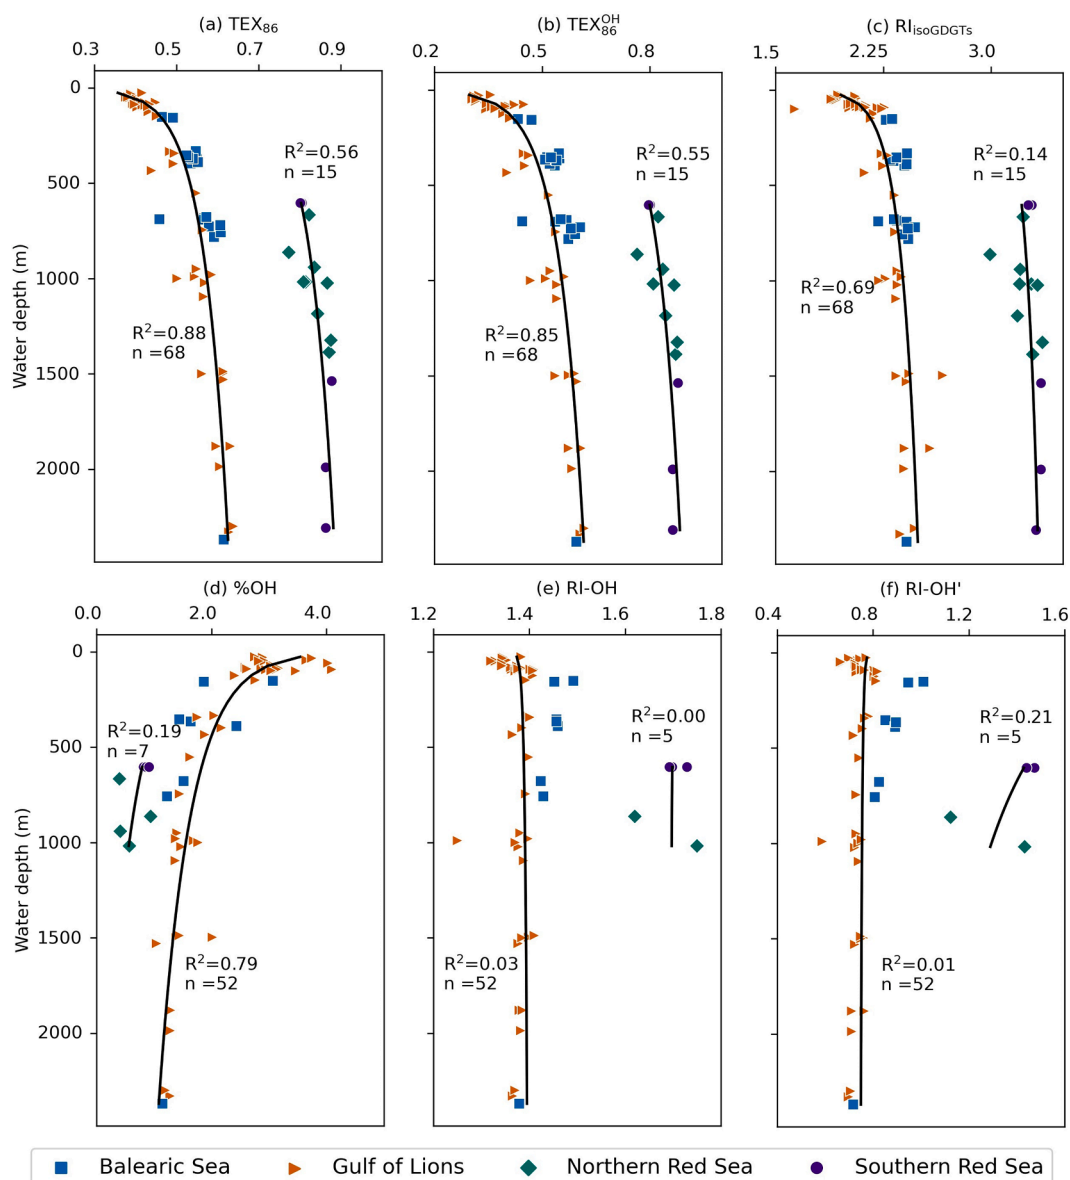 (a) TEX86
(b) TEX86OH
(c) RIisoGDGTs
0.3 0.5 0.7 0.9
0.2 0.5 0.8
1.5 2.25 3.0
0
500
1000
1500
2000
Water depth (m)
R2=0.56
n =15
R2=0.88
n =68
R2=0.55
n =15
R2=0.85
n =68
R2=0.14
n =15
R2=0.69
n =68
(d) %OH
(e) RI-OH
(f) RI-OH'
0.0 2.0 4.0
1.2 1.4 1.6 1.8
0.4 0.8 1.2 1.6
0
500
1000
1500
2000
Water depth (m)
R2=0.19
n =7
R2=0.79
n =52
R2=0.00
n =5
R2=0.03
n =52
R2=0.21
n =5
R2=0.01
n =52
Balearic Sea Gulf of Lions Northern Red Sea Southern Red Sea